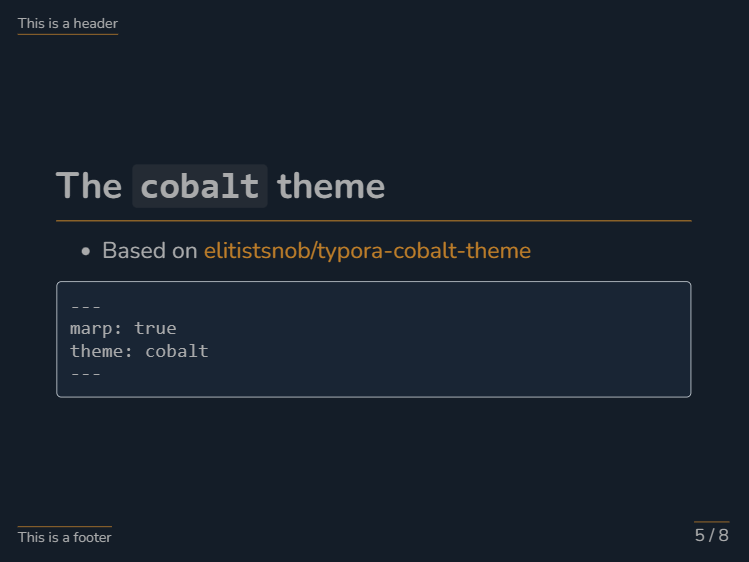 This is a header
The cobalt theme
• Based on elitistsnob/typora-cobalt-theme
---
marp: true
theme: cobalt
---
This is a footer
5 / 8